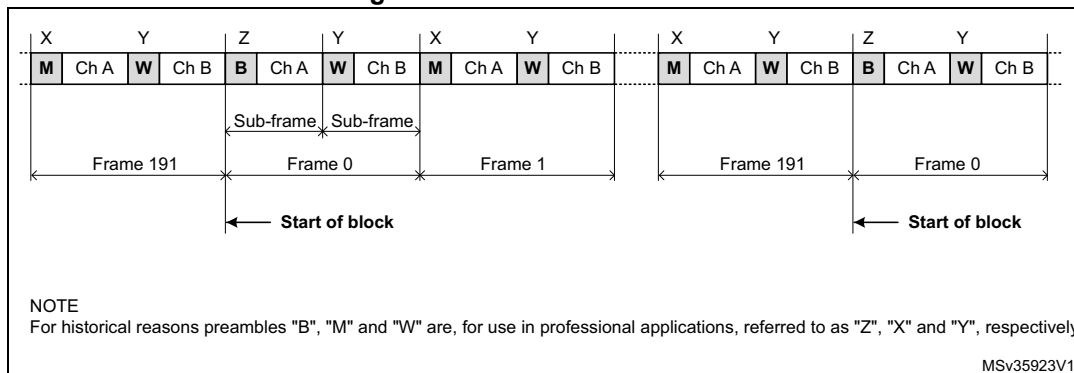 X Y Z Y X Y X Y Z Y
M Ch A W Ch B B Ch A W Ch B M Ch A W Ch B M Ch A W Ch B B Ch A W Ch B
Sub-frame Sub-frame
Frame 191 Frame 0 Frame 1 Frame 191 Frame 0
Start of block Start of block
NOTE
For historical reasons preambles "B", "M" and "W" are, for use in professional applications, referred to as "Z", "X" and "Y", respectively
MSv35923V1